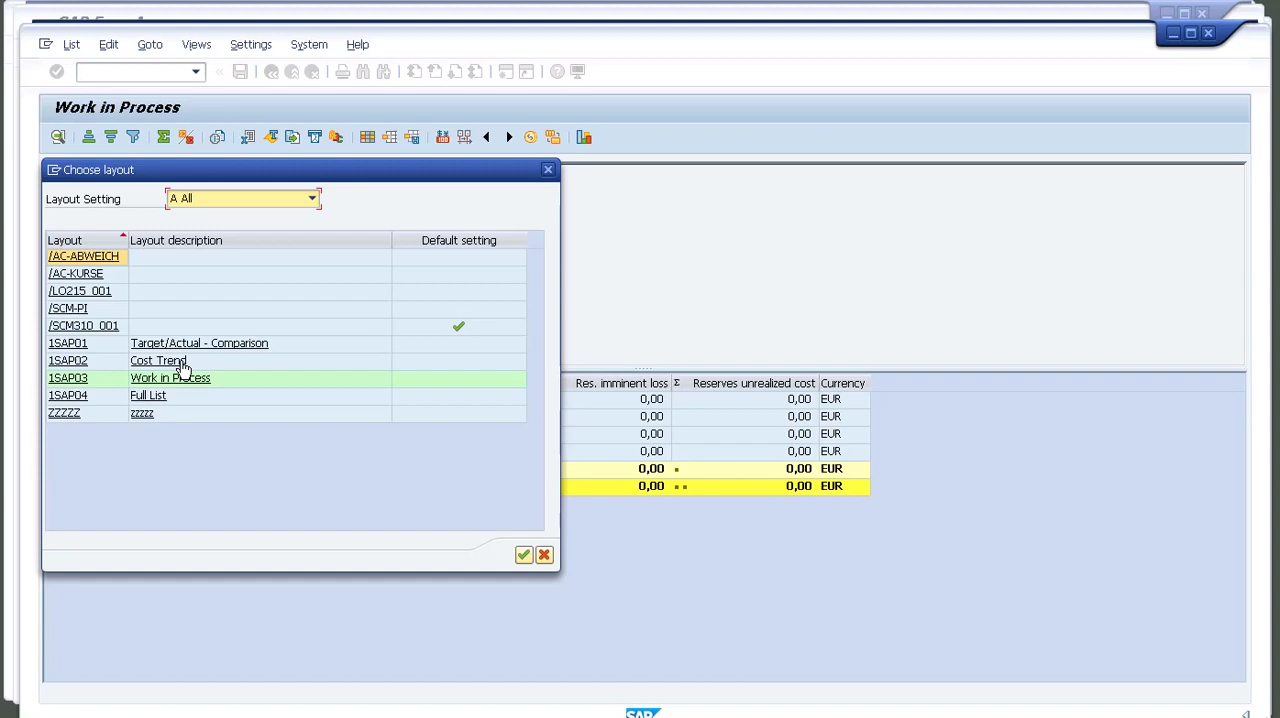 List Edit Goto Views Settings System Help
Work in Process
Choose layout
Layout Setting A All
Layout Layout description Default setting
/AC-ABWEICH
/AC-KURSE
/LO215_001
/SCM-PI
/SCM310_001
1SAP01 Target/Actual - Comparison
1SAP02 Cost Trend
1SAP03 Work in Process
1SAP04 Full List
ZZZZZ zzzzz
Res. imminent loss Σ Reserves unrealized cost Currency
0,00 0,00 EUR
0,00 0,00 EUR
0,00 0,00 EUR
0,00 0,00 EUR
0,00 0,00 EUR
0,00 0,00 EUR
SAP